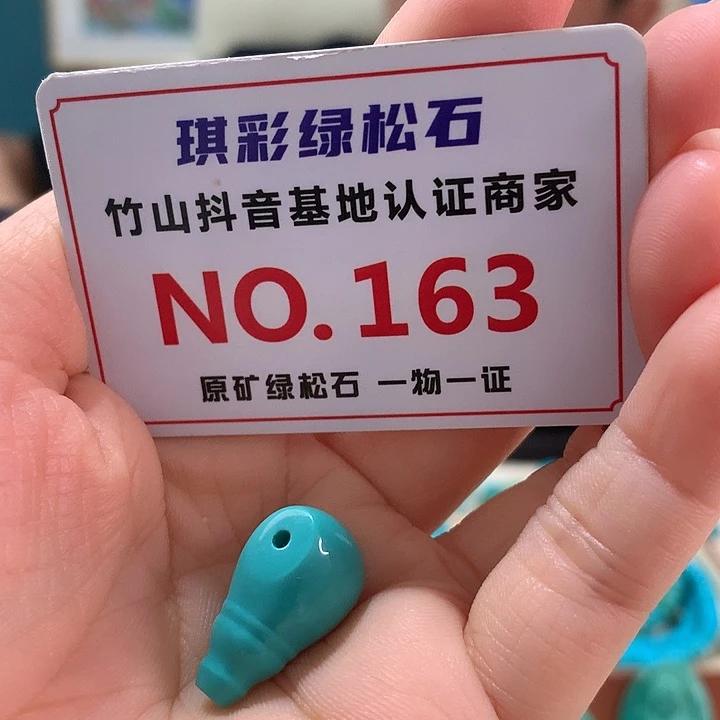 琪彩绿松石
竹山抖音基地认证商家
NO.163
原矿绿松石 一物一证